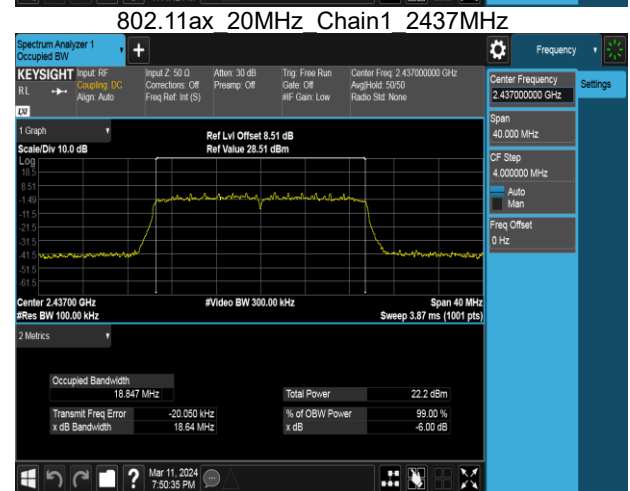 802.11ax_20MHz_Chain1_2437MHz
Spectrum Analyzer 1
Occupied BW
Frequency
KEYSIGHT Input: RF Input Z: 50 Ω Atten: 30 dB Trig: Free Run Center Freq: 2.437000000 GHz
RL Coupling: DC Corrections: Off Preamp: Off Gate: Off Avg|Hold: 50/50
Align: Auto Freq Ref: Int (S) #IF Gain: Low Radio Std: None
LXI
Center Frequency
2.437000000 GHz
Settings
Span
40.000 MHz
CF Step
4.000000 MHz
Auto
Man
Freq Offset
0 Hz
1 Graph
Ref Lvl Offset 8.51 dB
Scale/Div 10.0 dB Ref Value 28.51 dBm
Log
18.5
8.51
-1.49
-11.5
-21.5
-31.5
-41.5
-51.5
-61.5
Center 2.43700 GHz #Video BW 300.00 kHz Span 40 MHz
#Res BW 100.00 kHz Sweep 3.87 ms (1001 pts)
2 Metrics
Occupied Bandwidth
18.847 MHz Total Power 22.2 dBm
Transmit Freq Error -20.050 kHz % of OBW Power 99.00 %
x dB Bandwidth 18.64 MHz x dB -6.00 dB
Mar 11, 2024
7:50:35 PM